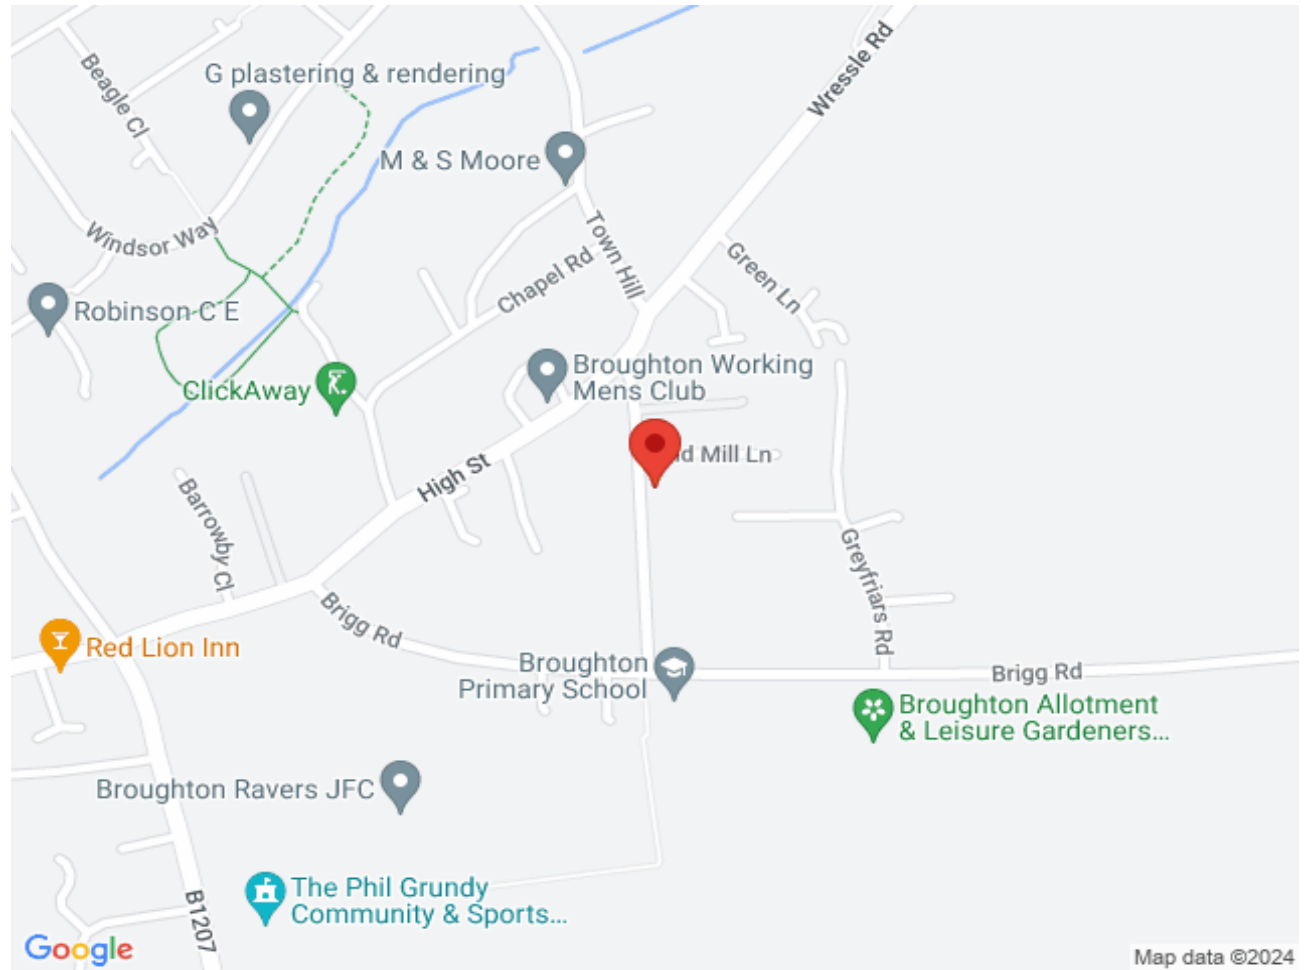 G plastering & rendering
Beagle Cl
Wressle Rd
M & S Moore
Windsor Way
Town Hill
Green Ln
Chapel Rd
Robinson C E
Broughton Working
Mens Club
ClickAway
Mill Ln
High St
Barrowby Cl
Greyfriars Rd
Brigg Rd
Red Lion Inn
Broughton
Primary School
Brigg Rd
Broughton Allotment
& Leisure Gardeners...
Broughton Ravers JFC
The Phil Grundy
Community & Sports...
B1207
Google
Map data ©2024